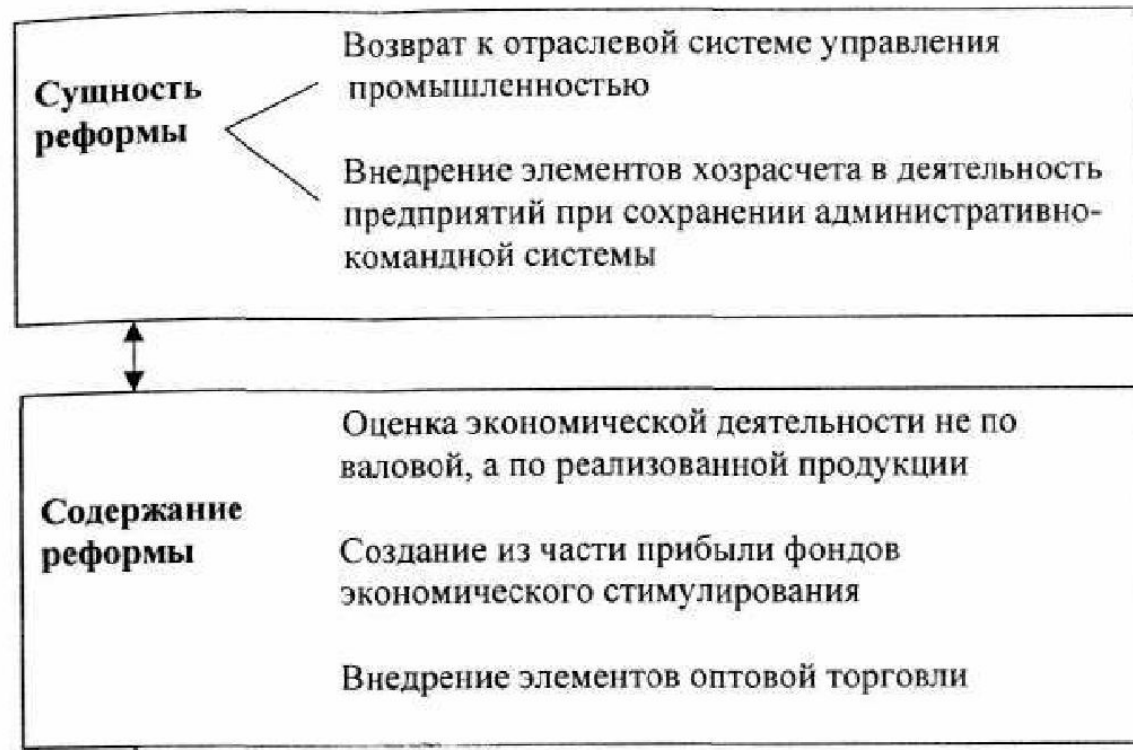 Сущность
реформы
Возврат к отраслевой системе управления
промышленностью
Внедрение элементов хозрасчета в деятельность
предприятий при сохранении административно-
командной системы
Содержание
реформы
Оценка экономической деятельности не по
валовой, а по реализованной продукции
Создание из части прибыли фондов
экономического стимулирования
Внедрение элементов оптовой торговли